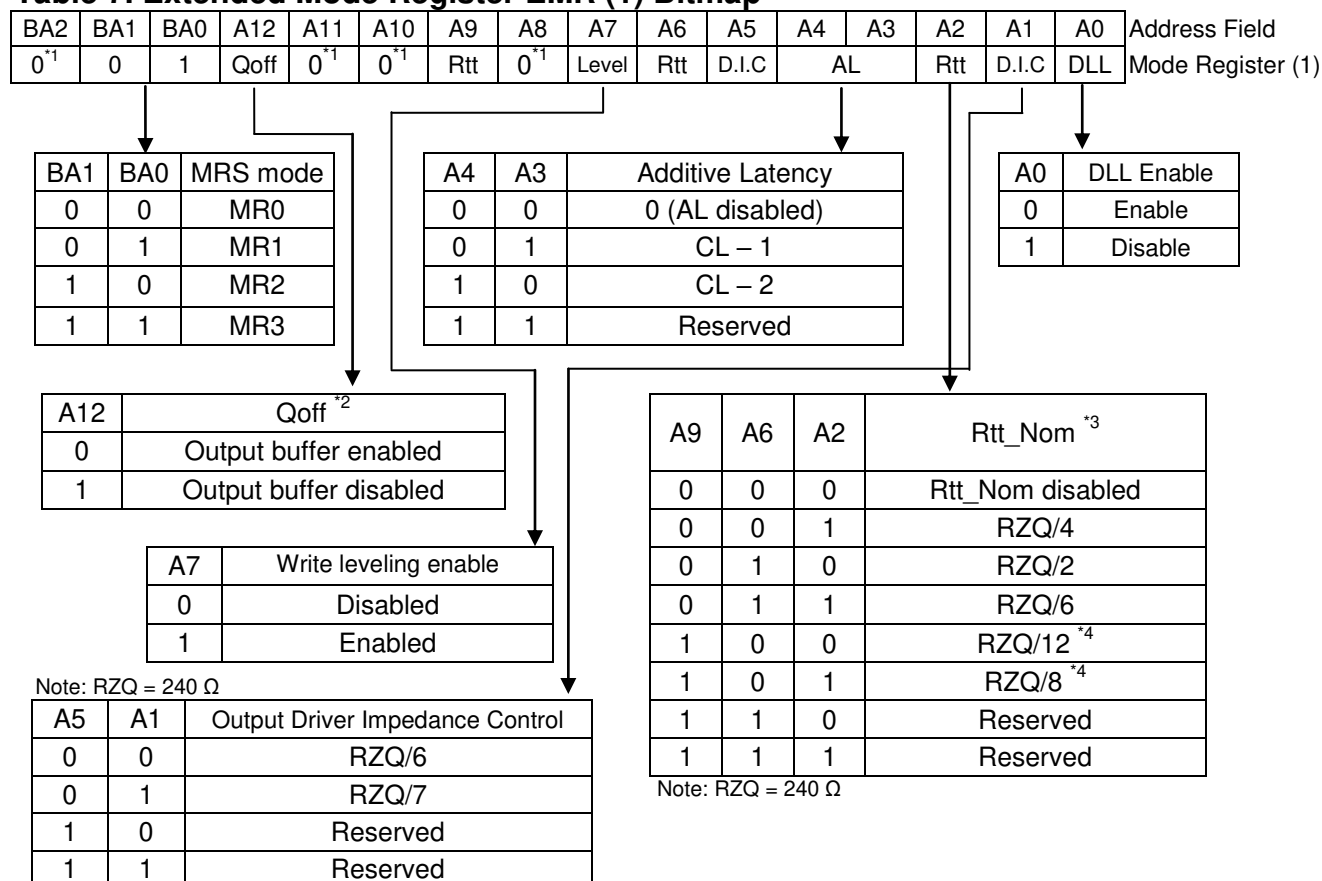 Table 7. Extended Mode Register EMR (1) Bitmap
BA2 BA1 BA0 A12 A11 A10 A9 A8 A7 A6 A5 A4 A3 A2 A1 A0 Address Field
0*1 0 1 Qoff 0*1 0*1 Rtt 0*1 Level Rtt D.I.C AL Rtt D.I.C DLL Mode Register (1)
BA1 BA0 MRS mode
0 0 MR0
0 1 MR1
1 0 MR2
1 1 MR3
A4 A3 Additive Latency
0 0 0 (AL disabled)
0 1 CL – 1
1 0 CL – 2
1 1 Reserved
A0 DLL Enable
0 Enable
1 Disable
A12 Qoff *2
0 Output buffer enabled
1 Output buffer disabled
A9 A6 A2 Rtt_Nom *3
0 0 0 Rtt_Nom disabled
0 0 1 RZQ/4
0 1 0 RZQ/2
0 1 1 RZQ/6
1 0 0 RZQ/12 *4
1 0 1 RZQ/8 *4
1 1 0 Reserved
1 1 1 Reserved
Note: RZQ = 240 Ω
A7 Write leveling enable
0 Disabled
1 Enabled
Note: RZQ = 240 Ω
A5 A1 Output Driver Impedance Control
0 0 RZQ/6
0 1 RZQ/7
1 0 Reserved
1 1 Reserved